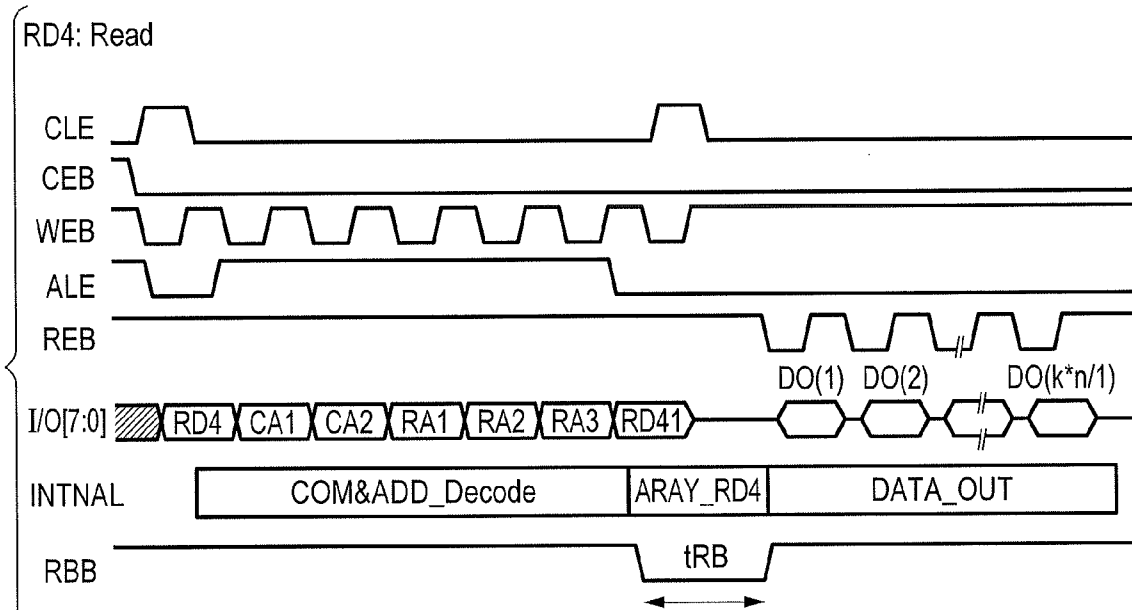 RD4: Read
CLE
CEB
WEB
ALE
REB
DO(1) DO(2) DO(k*n/1)
I/O[7:0] RD4 CA1 CA2 RA1 RA2 RA3 RD41
INTNAL COM&ADD_Decode ARAY_RD4 DATA_OUT
RBB tRB